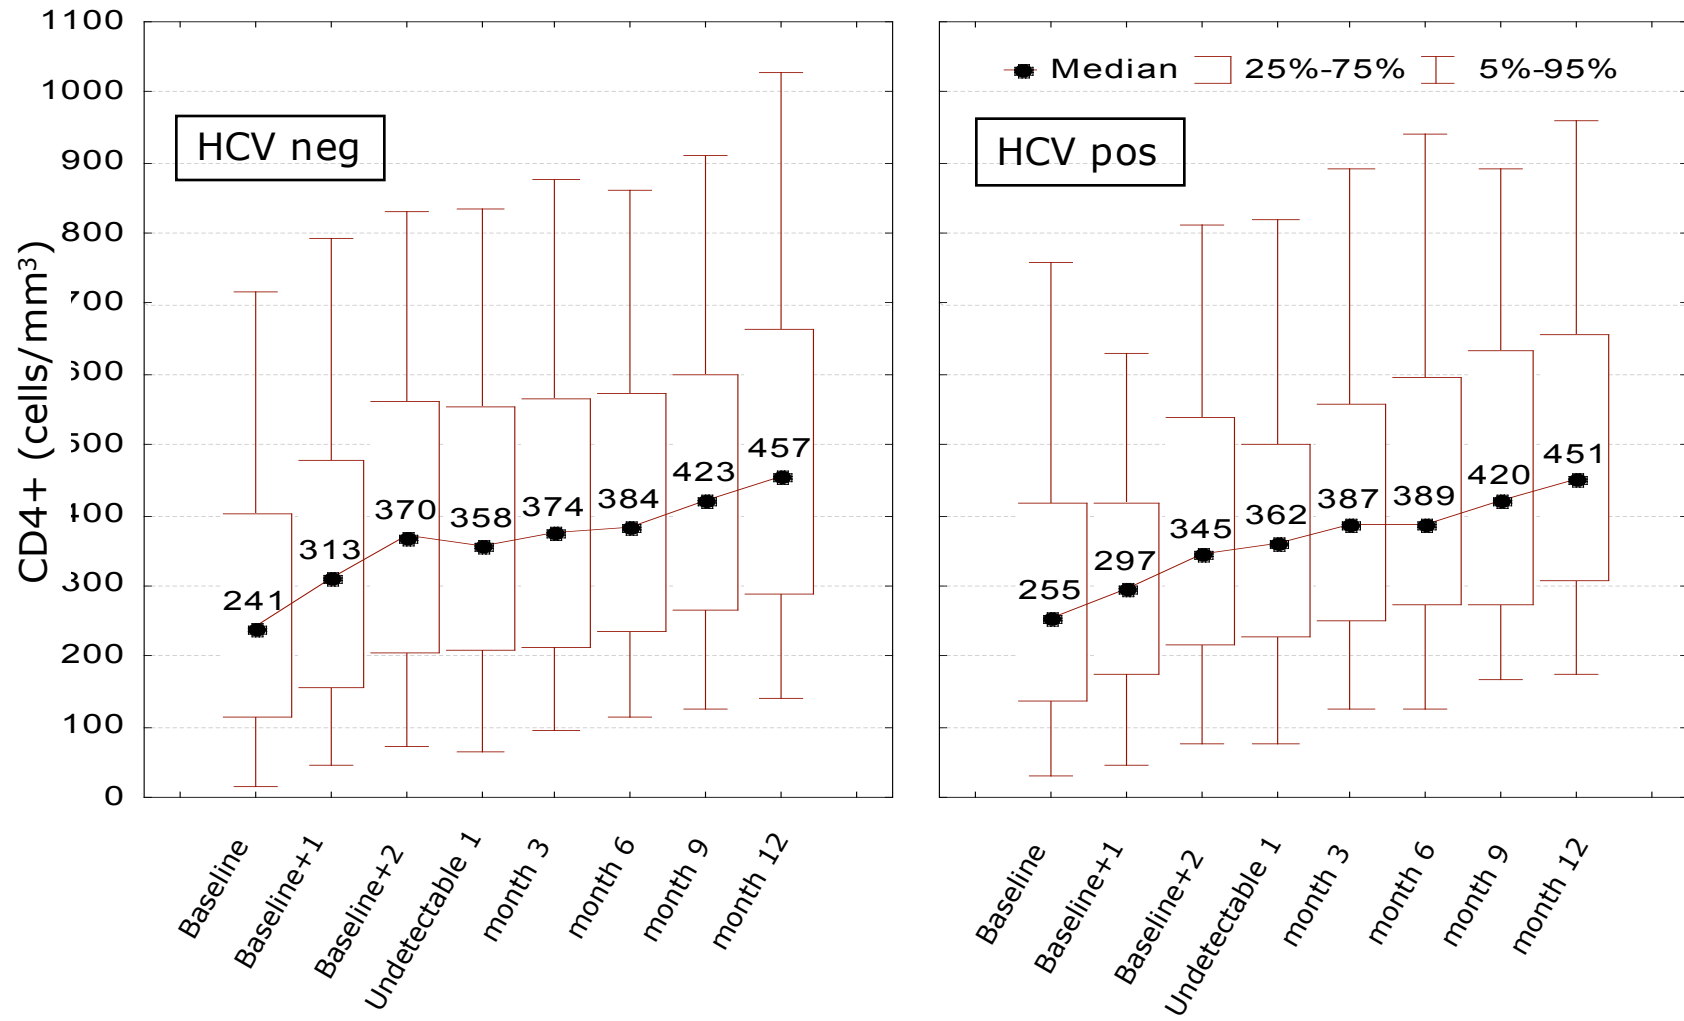 1100
1000
900
800
700
600
500
400
300
200
100
0
CD4+ (cells/mm³)
HCV neg
241
313
370
358
374
384
423
457
Baseline
Baseline+1
Baseline+2
Undetectable 1
month 3
month 6
month 9
month 12
Median 25%-75% 5%-95%
HCV pos
255
297
345
362
387
389
420
451
Baseline
Baseline+1
Baseline+2
Undetectable 1
month 3
month 6
month 9
month 12